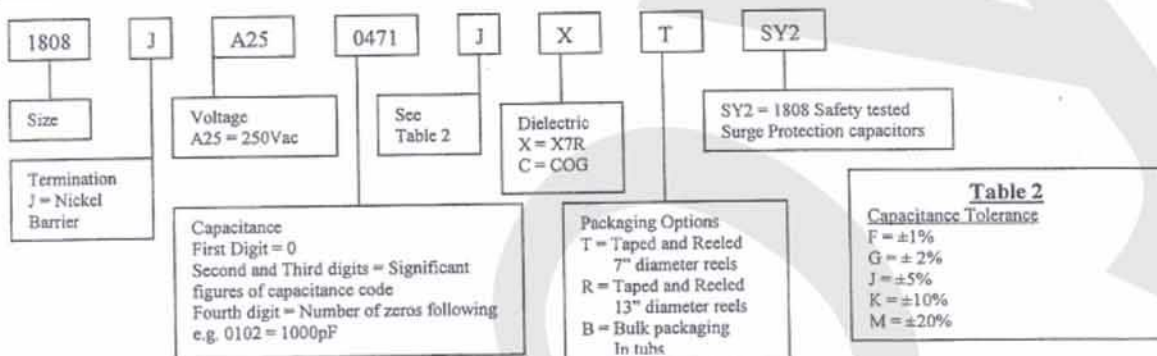 1808 J A25 0471 J X T SY2
Size
Voltage
A25 = 250Vac
See
Table 2
Dielectric
X = X7R
C = COG
SY2 = 1808 Safety tested
Surge Protection capacitors
Termination
J = Nickel
Barrier
Capacitance
First Digit = 0
Second and Third digits = Significant
figures of capacitance code
Fourth digit = Number of zeros following
e.g. 0102 = 1000pF
Packaging Options
T = Taped and Reeled
7" diameter reels
R = Taped and Reeled
13" diameter reels
B = Bulk packaging
In tubs
Table 2
Capacitance Tolerance
F = ±1%
G = ± 2%
J = ±5%
K = ±10%
M = ±20%